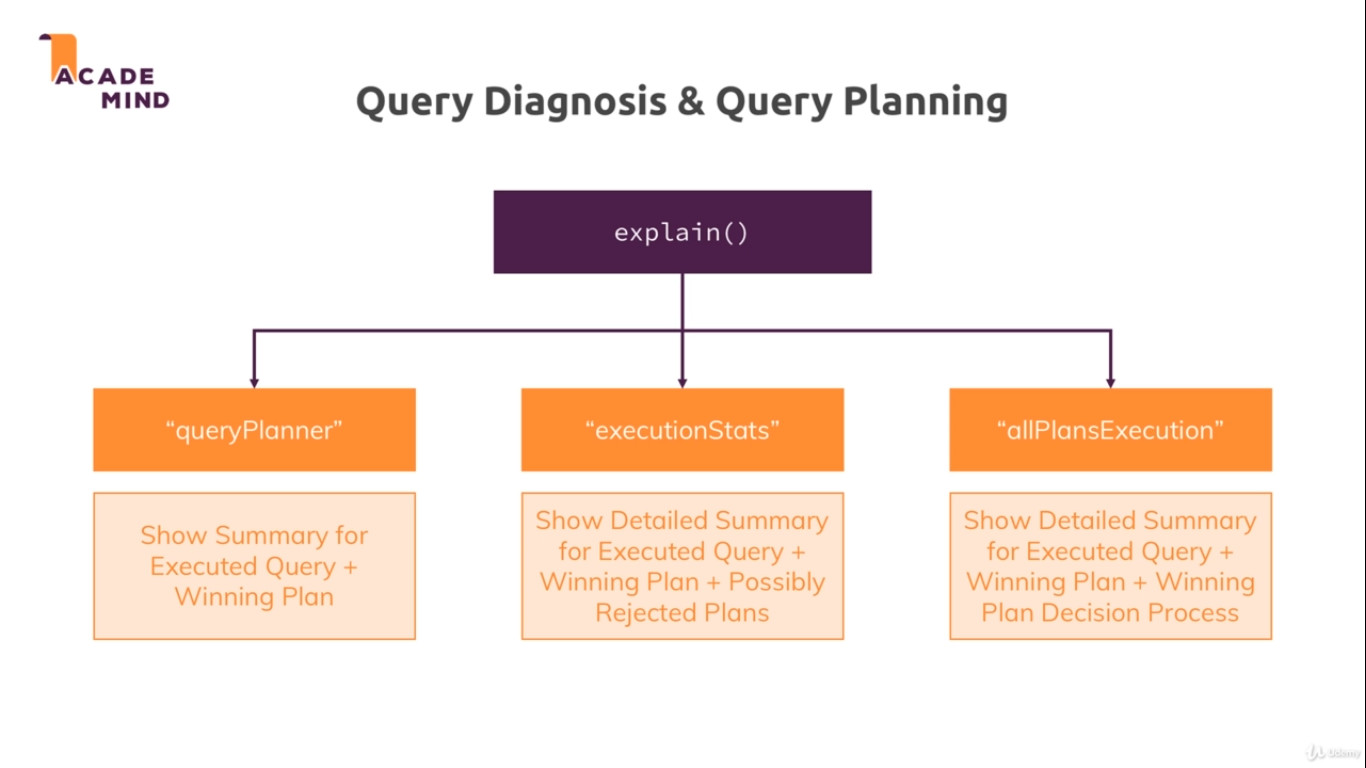 ACADE
MIND
Query Diagnosis & Query Planning
explain()
“queryPlanner”
“executionStats”
“allPlansExecution”
Show Summary for
Executed Query +
Winning Plan
Show Detailed Summary
for Executed Query +
Winning Plan + Possibly
Rejected Plans
Show Detailed Summary
for Executed Query +
Winning Plan + Winning
Plan Decision Process
Udemy